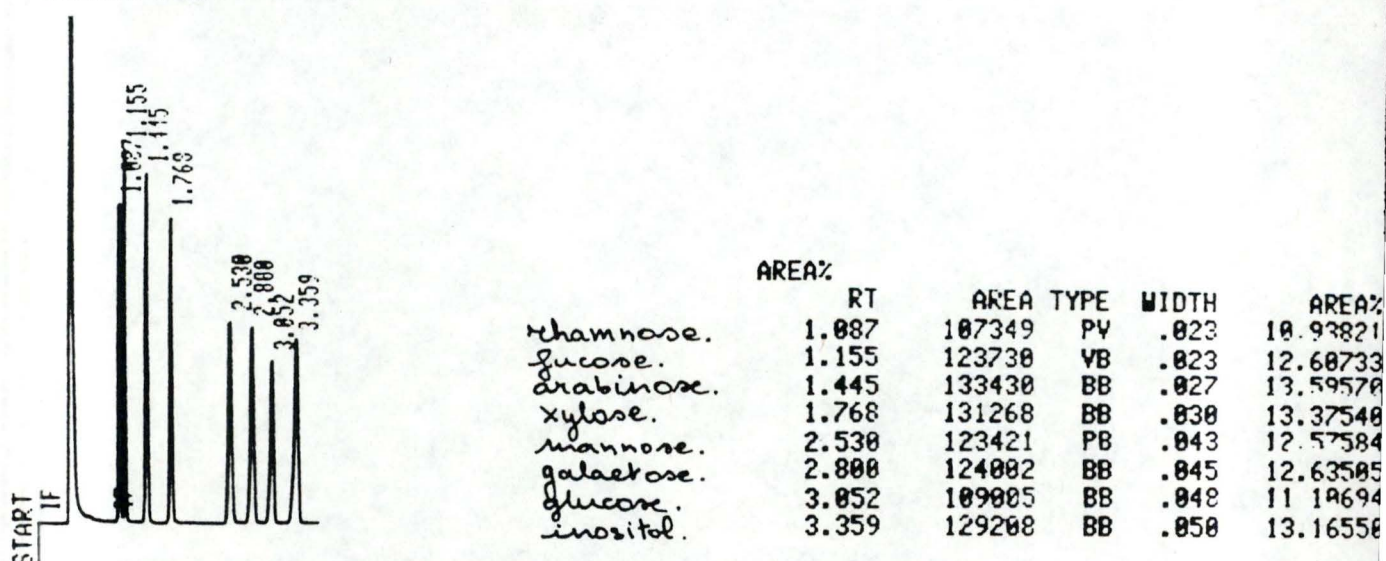 1.087
1.155
1.445
1.768
2.530
2.800
3.052
3.359
START
IF
AREA%
RT AREA TYPE WIDTH AREA%
rhamnose. 1.087 107349 PV .023 10.93821
fucose. 1.155 123730 VB .023 12.60733
arabinose. 1.445 133430 BB .027 13.59570
xylose. 1.768 131268 BB .030 13.37540
mannose. 2.530 123421 PB .043 12.57584
galactose. 2.800 124002 BB .045 12.63505
glucose. 3.052 109005 BB .048 11.10694
inositol. 3.359 129208 BB .050 13.16550